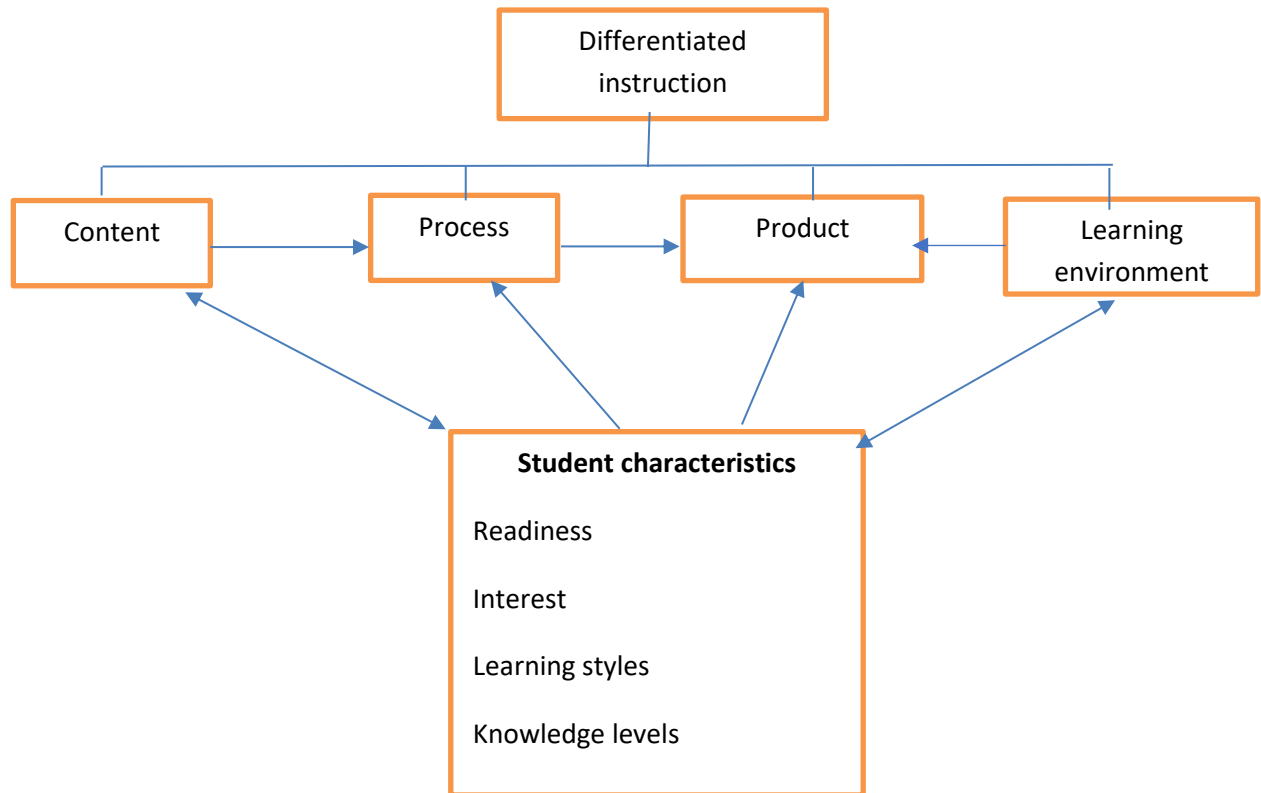 Differentiated
instruction
Content
Process
Product
Learning
environment
Student characteristics
Readiness
Interest
Learning styles
Knowledge levels